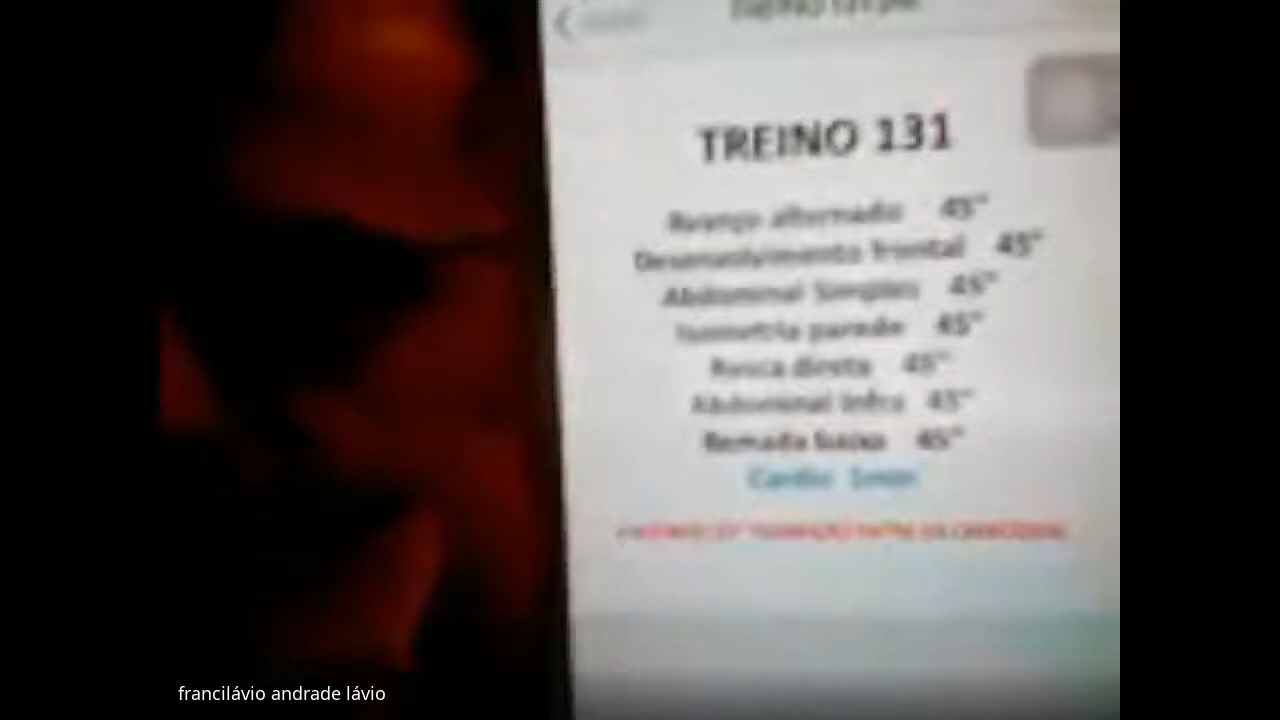 TREINO 131
Avanço alternado 45"
Desenvolvimento frontal 45"
Abdominal Simples 45"
Isometria parede 45"
Rosca direta 45"
Abdominal Infra 45"
Remada baixa 45"
Cardio
francilávio andrade lávio